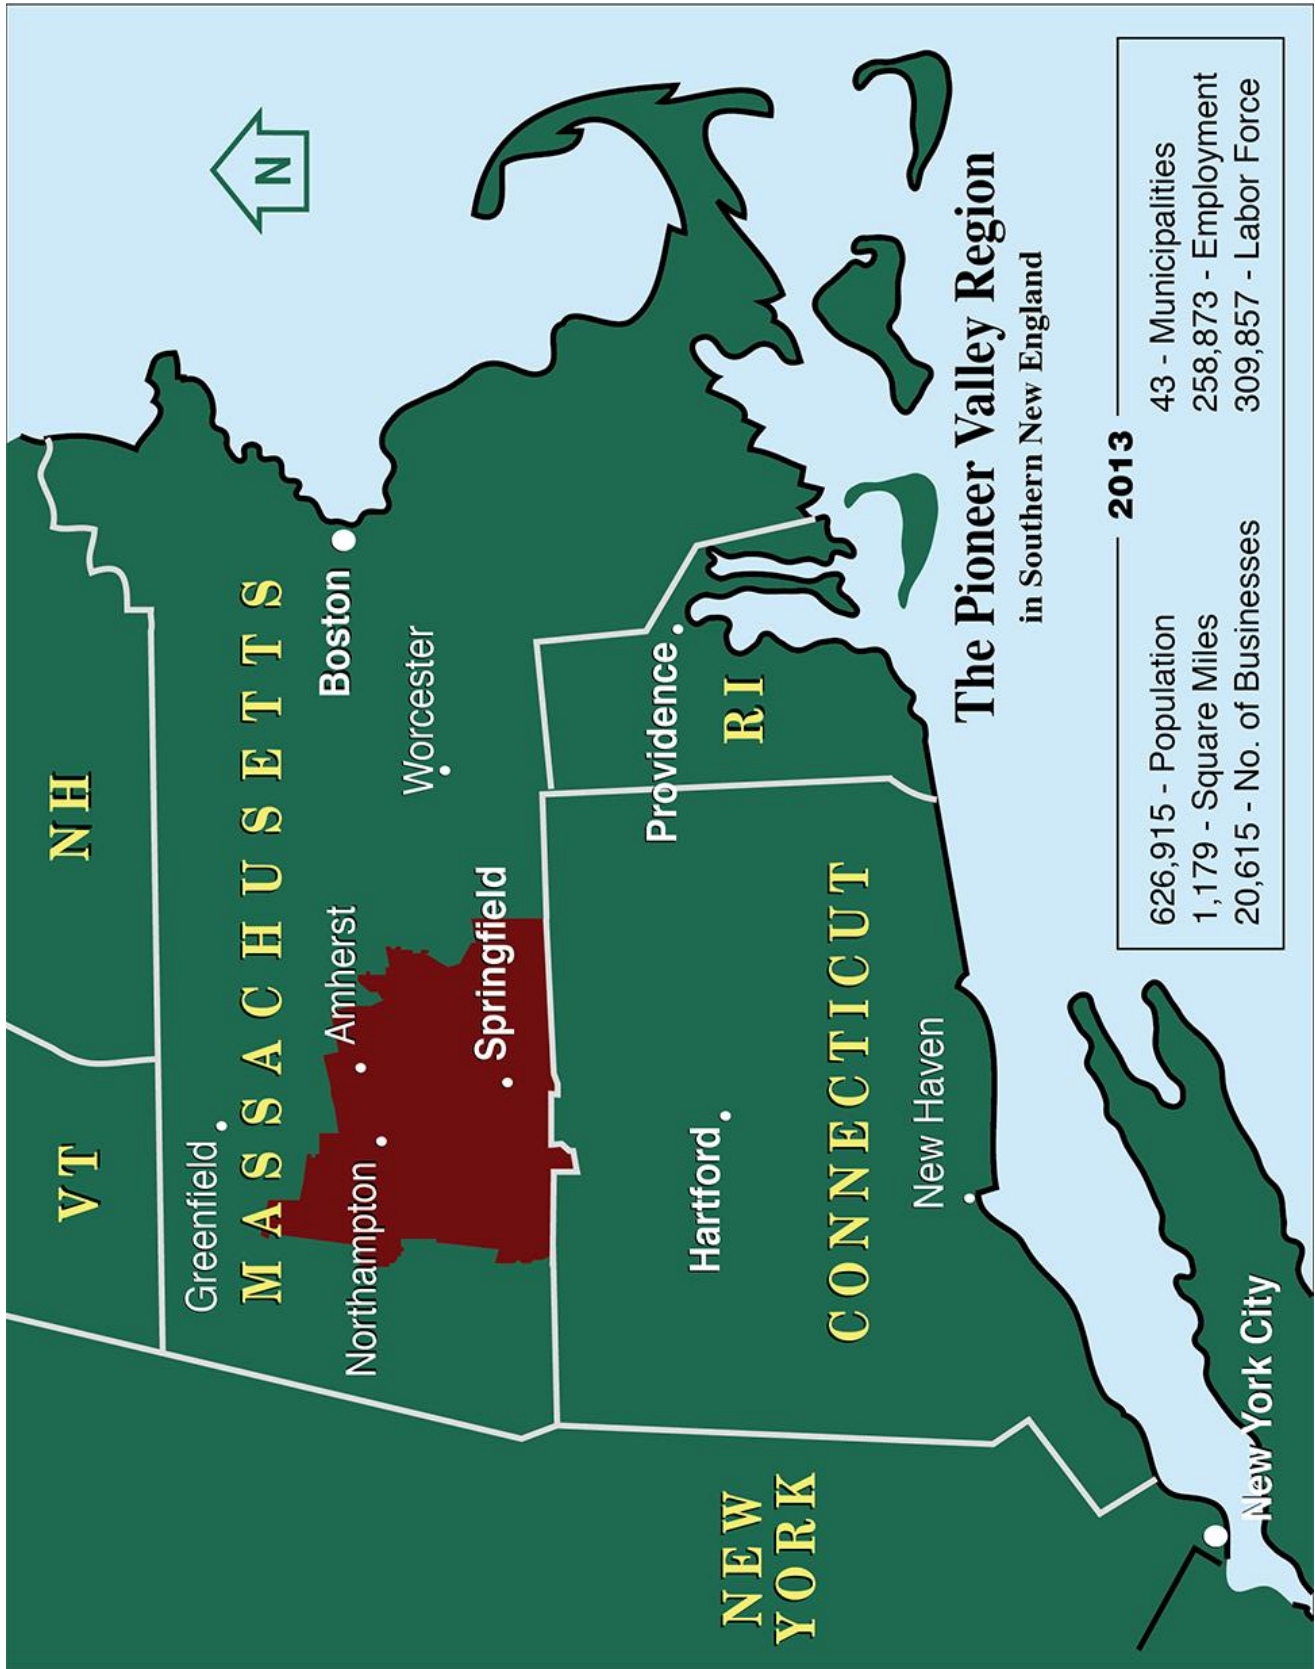 N
NH
VT
MASSACHUSETTS
Greenfield
Boston
Amherst
Northampton
Worcester
Springfield
Providence
RI
Hartford
NEW
YORK
CONNECTICUT
New Haven
New York City
The Pioneer Valley Region
in Southern New England
2013
626,915 - Population
1,179 - Square Miles
20,615 - No. of Businesses
43 - Municipalities
258,873 - Employment
309,857 - Labor Force